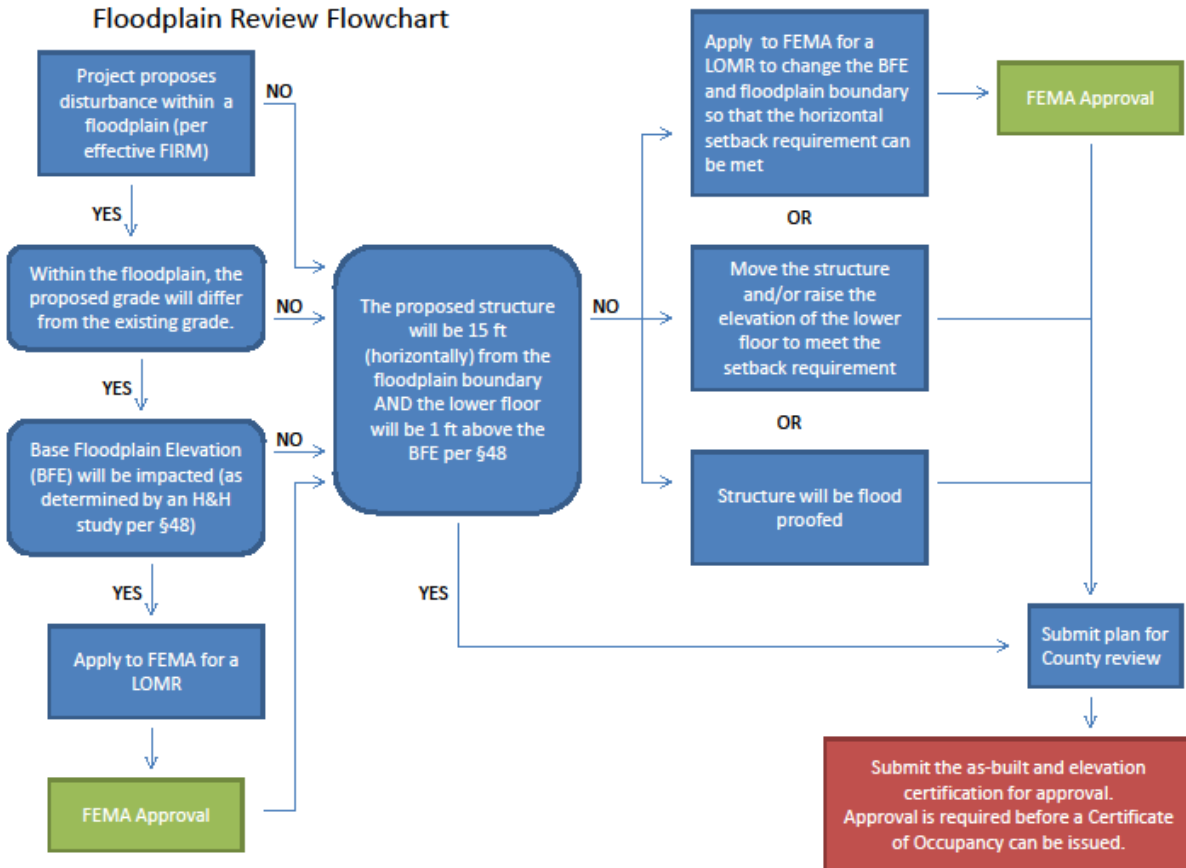 Floodplain Review Flowchart
Project proposes
disturbance within a
floodplain (per
effective FIRM)
NO
YES
Within the floodplain, the
proposed grade will differ
from the existing grade.
NO
YES
Base Floodplain Elevation
(BFE) will be impacted (as
determined by an H&H
study per §48)
NO
YES
Apply to FEMA for a
LOMR
FEMA Approval
The proposed structure
will be 15 ft
(horizontally) from the
floodplain boundary
AND the lower floor
will be 1 ft above the
BFE per §48
NO
YES
Apply to FEMA for a
LOMR to change the BFE
and floodplain boundary
so that the horizontal
setback requirement can
be met
FEMA Approval
OR
Move the structure
and/or raise the
elevation of the lower
floor to meet the
setback requirement
OR
Structure will be flood
proofed
Submit plan for
County review
Submit the as-built and elevation
certification for approval.
Approval is required before a Certificate
of Occupancy can be issued.